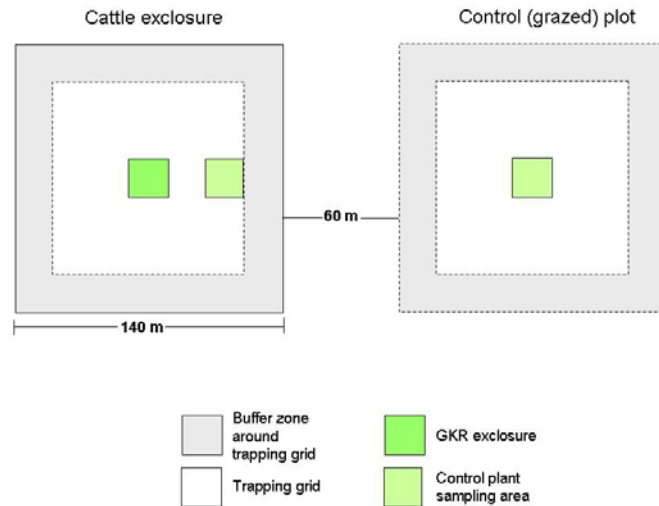 Cattle exclosure
Control (grazed) plot
60 m
140 m
Buffer zone
around
trapping grid
GKR exclosure
Trapping grid
Control plant
sampling area